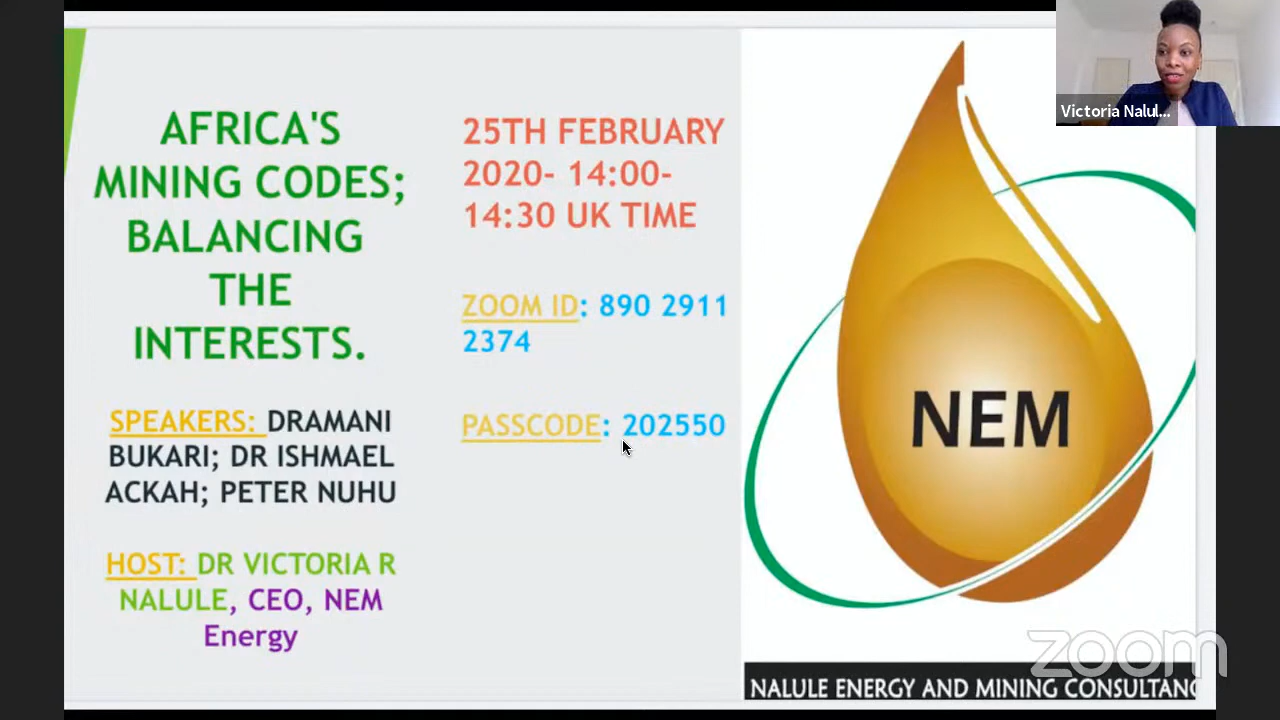 AFRICA'S
MINING CODES;
BALANCING
THE
INTERESTS.
SPEAKERS: DRAMANI
BUKARI; DR ISHMAEL
ACKAH; PETER NUHU
HOST: DR VICTORIA R
NALULE, CEO, NEM
Energy
25TH FEBRUARY
2020- 14:00-
14:30 UK TIME
ZOOM ID: 890 2911
2374
PASSCODE: 202550
NEM
NALULE ENERGY AND MINING CONSULTANC
Victoria Nalul...
zoom